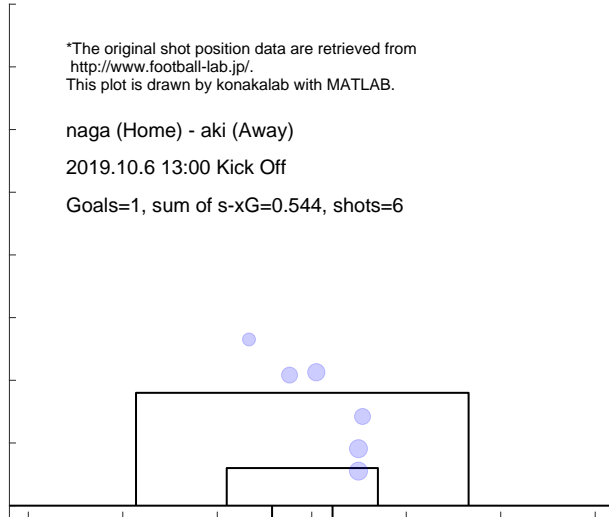 *The original shot position data are retrieved from
http://www.football-lab.jp/.
This plot is drawn by konakalab with MATLAB.
naga (Home) - aki (Away)
2019.10.6 13:00 Kick Off
Goals=1, sum of s-xG=0.544, shots=6